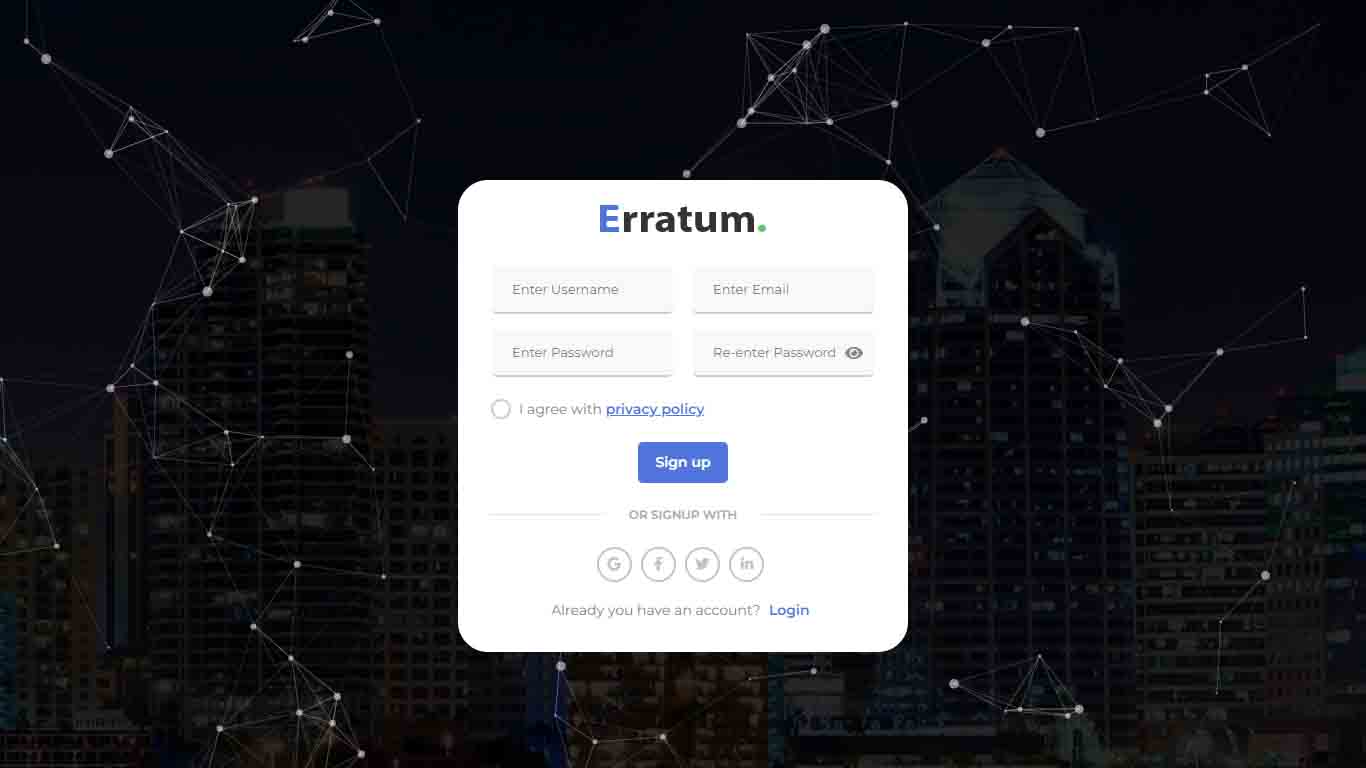 Erratum.
Enter Username Enter Email
Enter Password Re-enter Password
I agree with privacy policy
Sign up
OR SIGNUP WITH
Already you have an account? Login